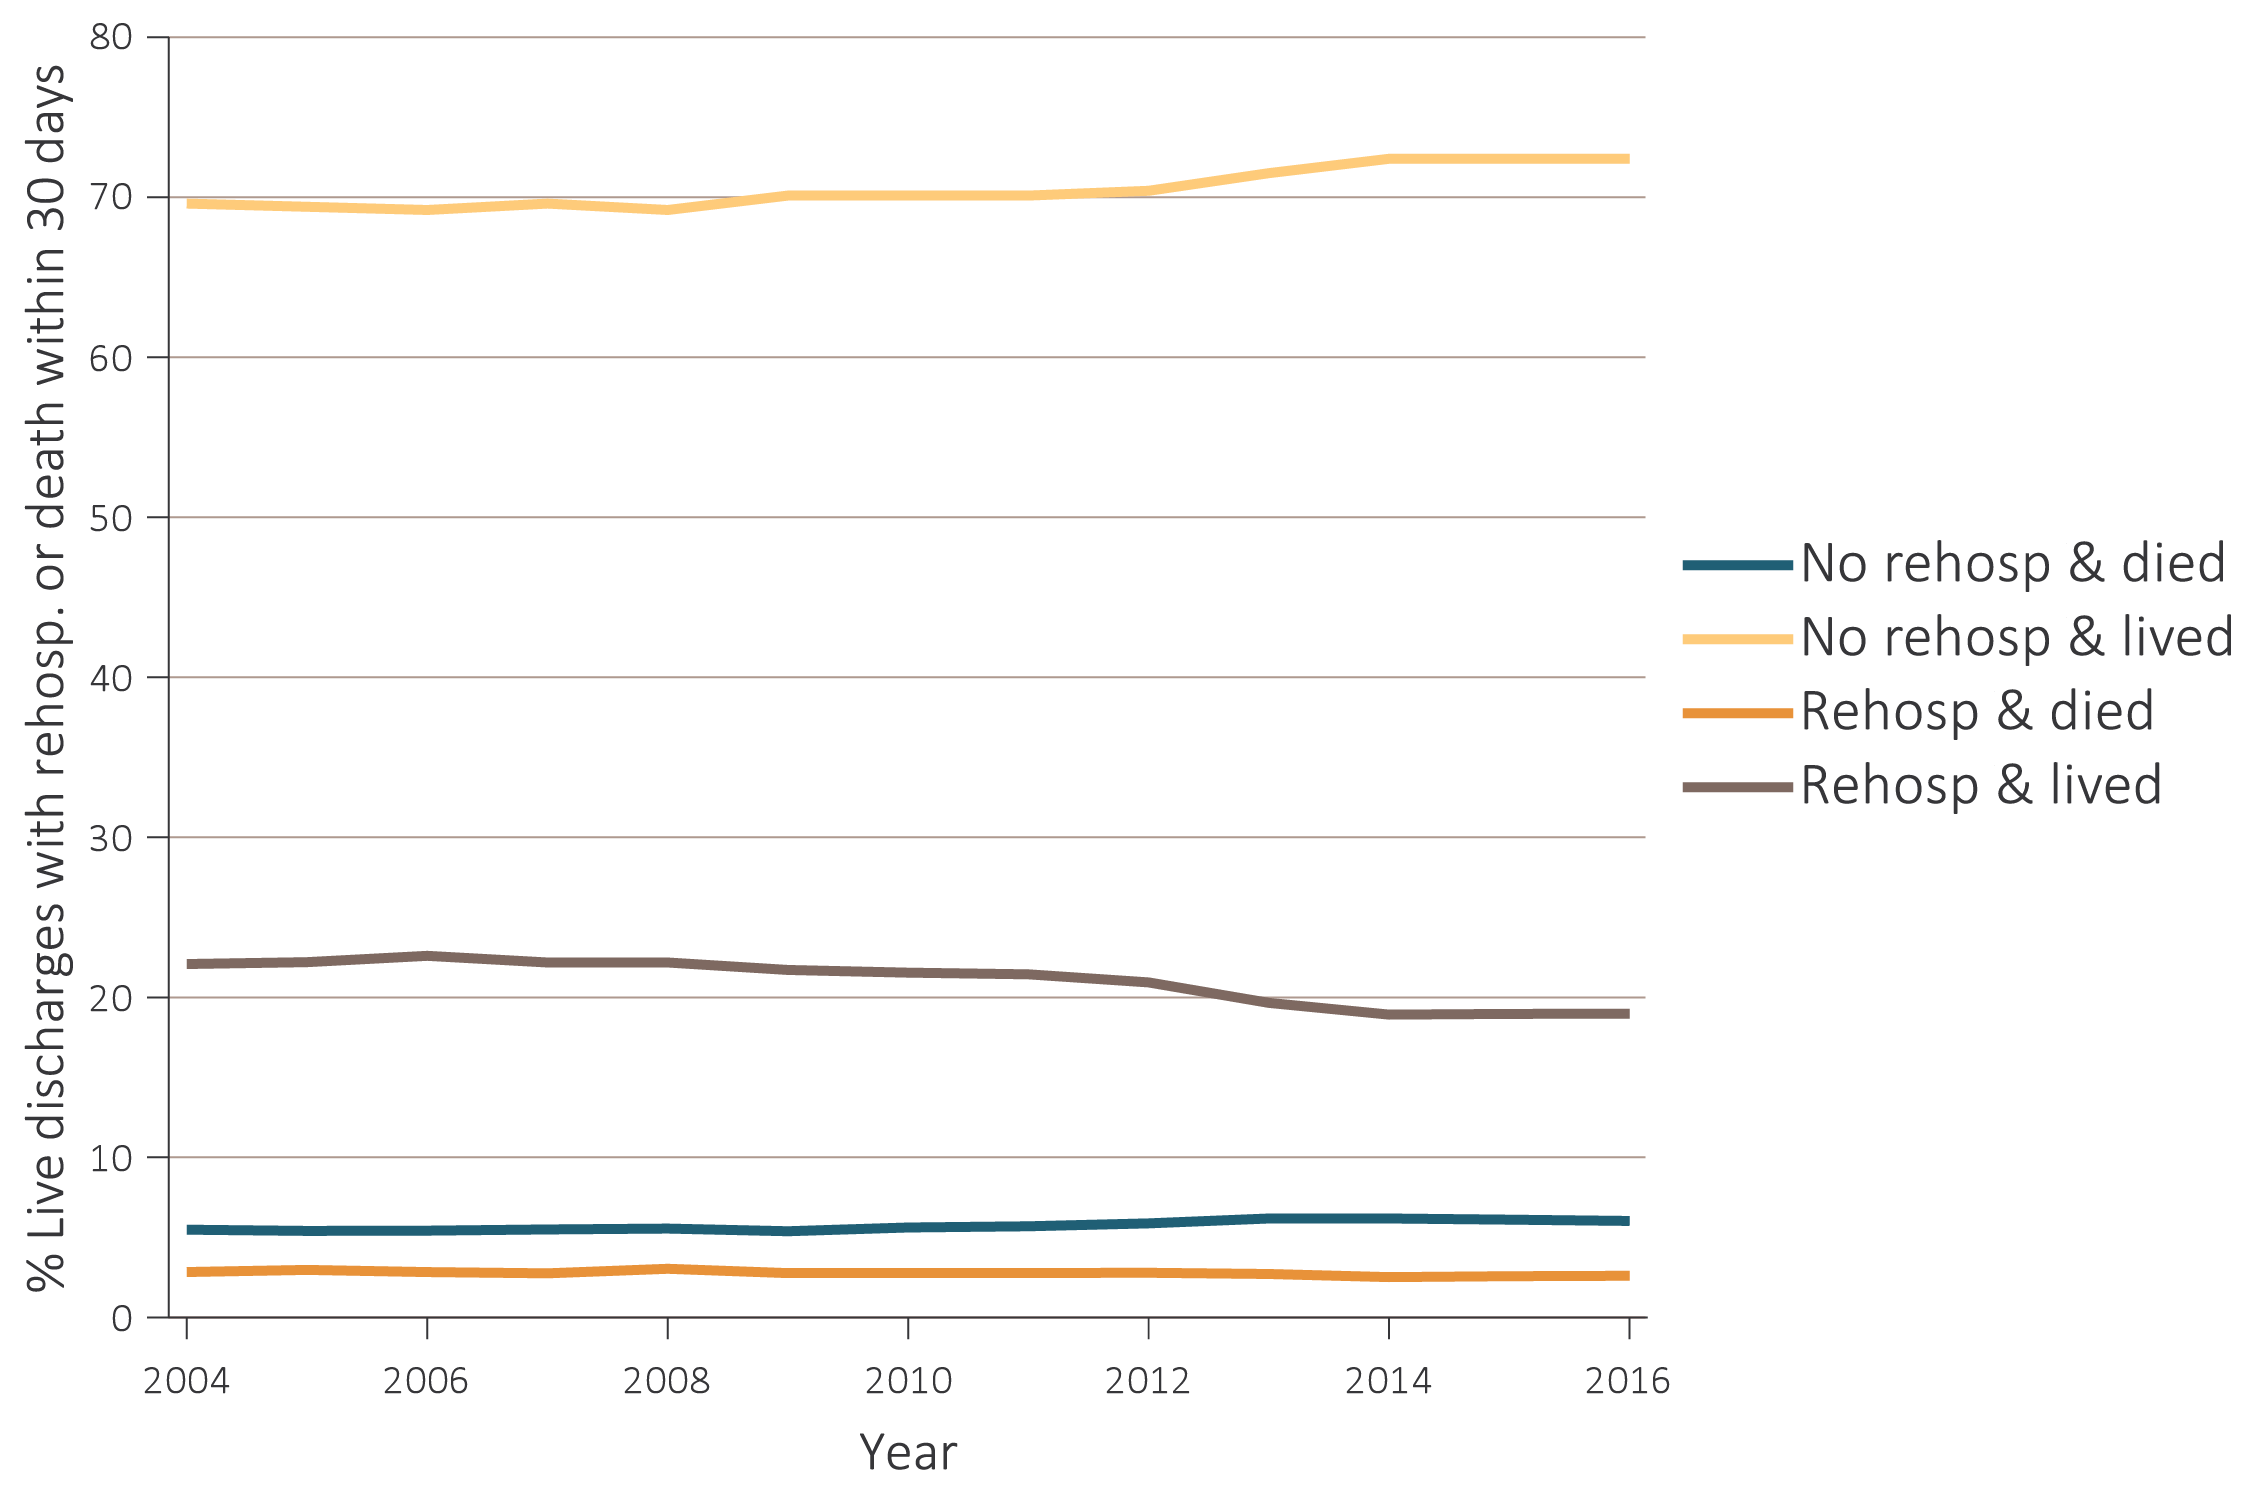 % Live discharges with rehosp. or death within 30 days
80
70
60
50
40
30
20
10
0
2004 2006 2008 2010 2012 2014 2016
Year
No rehosp & died
No rehosp & lived
Rehosp & died
Rehosp & lived